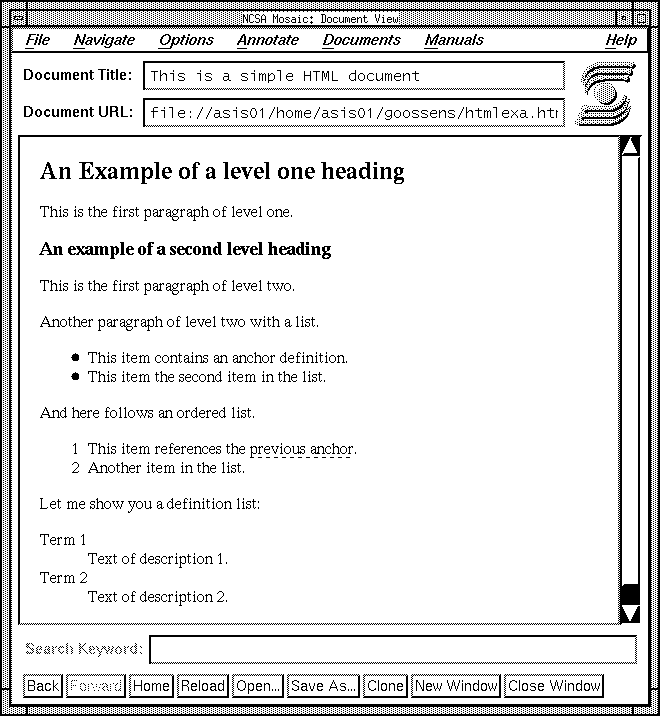 NCSA Mosaic: Document View
File Navigate Options Annotate Documents Manuals Help
Document Title: This is a simple HTML document
Document URL: file://asis01/home/asis01/goossens/htmlexa.htm
An Example of a level one heading
This is the first paragraph of level one.
An example of a second level heading
This is the first paragraph of level two.
Another paragraph of level two with a list.
● This item contains an anchor definition.
● This item the second item in the list.
And here follows an ordered list.
1 This item references the previous anchor.
2 Another item in the list.
Let me show you a definition list:
Term 1
Text of description 1.
Term 2
Text of description 2.
Search Keyword:
Back Forward Home Reload Open... Save As... Clone New Window Close Window